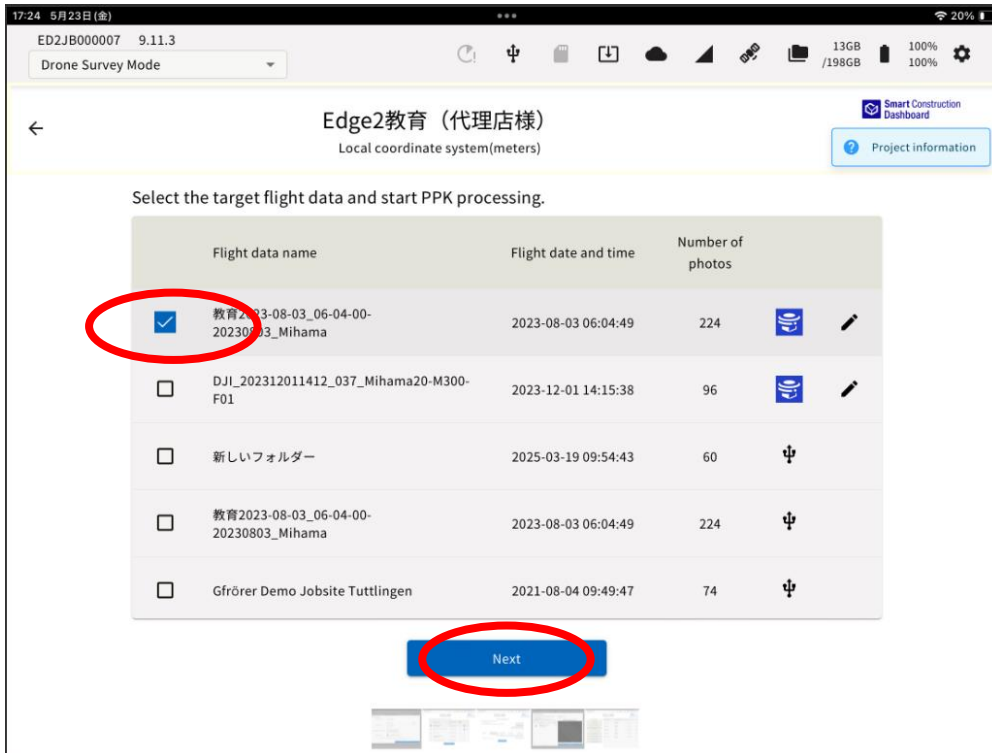 17:24 5月23日(金)
20%
ED2JB000007 9.11.3
Drone Survey Mode
13GB
/198GB
100%
100%
Edge2教育（代理店様）
Local coordinate system(meters)
Smart Construction
Dashboard
Project information
Select the target flight data and start PPK processing.
Flight data name
Flight date and time
Number of
photos
教育2023-08-03_06-04-00-
20230803_Mihama
2023-08-03 06:04:49
224
DJI_202312011412_037_Mihama20-M300-
F01
2023-12-01 14:15:38
96
新しいフォルダー
2025-03-19 09:54:43
60
教育2023-08-03_06-04-00-
20230803_Mihama
2023-08-03 06:04:49
224
Gfrörer Demo Jobsite Tuttlingen
2021-08-04 09:49:47
74
Next